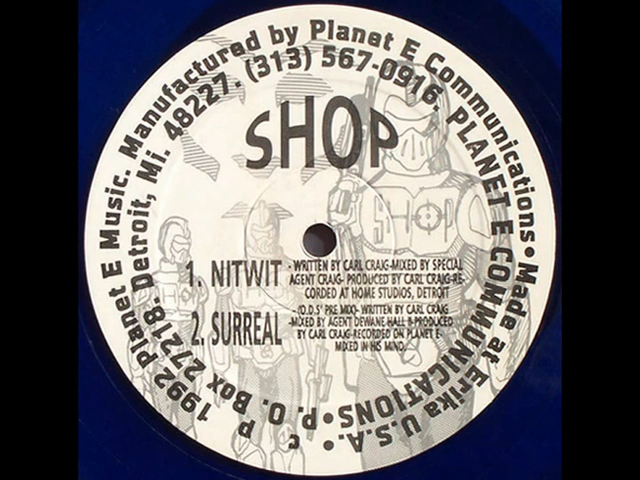 ℗ © 1992 Planet E Music. Manufactured by Planet E Communications • Made at Erika U.S.A. •
P. O. Box 27218. Detroit, Mi. 48227. (313) 567-0916 PLANET E COMMUNICATIONS •
SHOP
SHOP
1. NITWIT - WRITTEN BY CARL CRAIG-MIXED BY SPECIAL
AGENT CRAIG- PRODUCED BY CARL CRAIG-RE-
CORDED AT HOME STUDIOS, DETROIT
2. SURREAL - (O.D.S' PRE MIX)- WRITTEN BY CARL CRAIG
-MIXED BY AGENT DEWANE HALL II-PRODUCED
BY CARL CRAIG-RECORDED ON PLANET E-
MIXED IN HIS MIND.